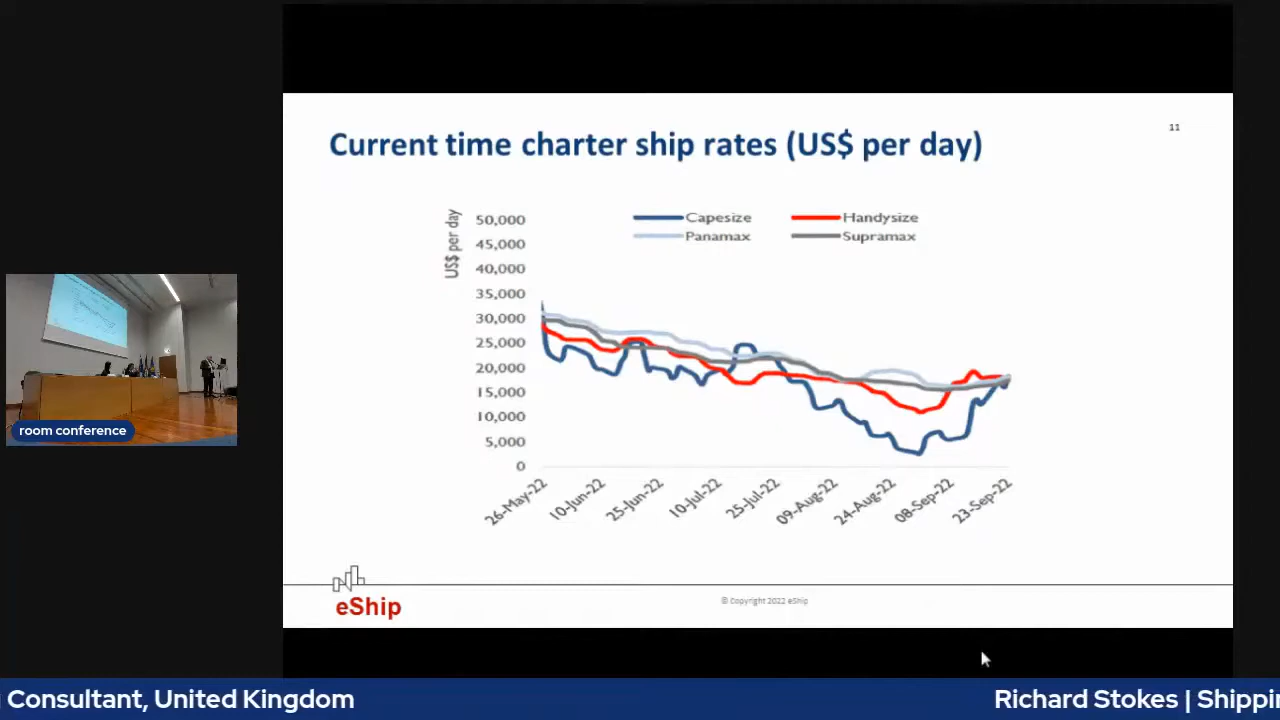 11
Current time charter ship rates (US$ per day)
US$ per day
50,000
45,000
40,000
35,000
30,000
25,000
20,000
15,000
10,000
5,000
0
Capesize
Handysize
Panamax
Supramax
26-May-22
10-Jun-22
25-Jun-22
10-Jul-22
25-Jul-22
09-Aug-22
24-Aug-22
08-Sep-22
23-Sep-22
room conference
eShip
© Copyright 2022 eShip
Consultant, United Kingdom
Richard Stokes | Shippin